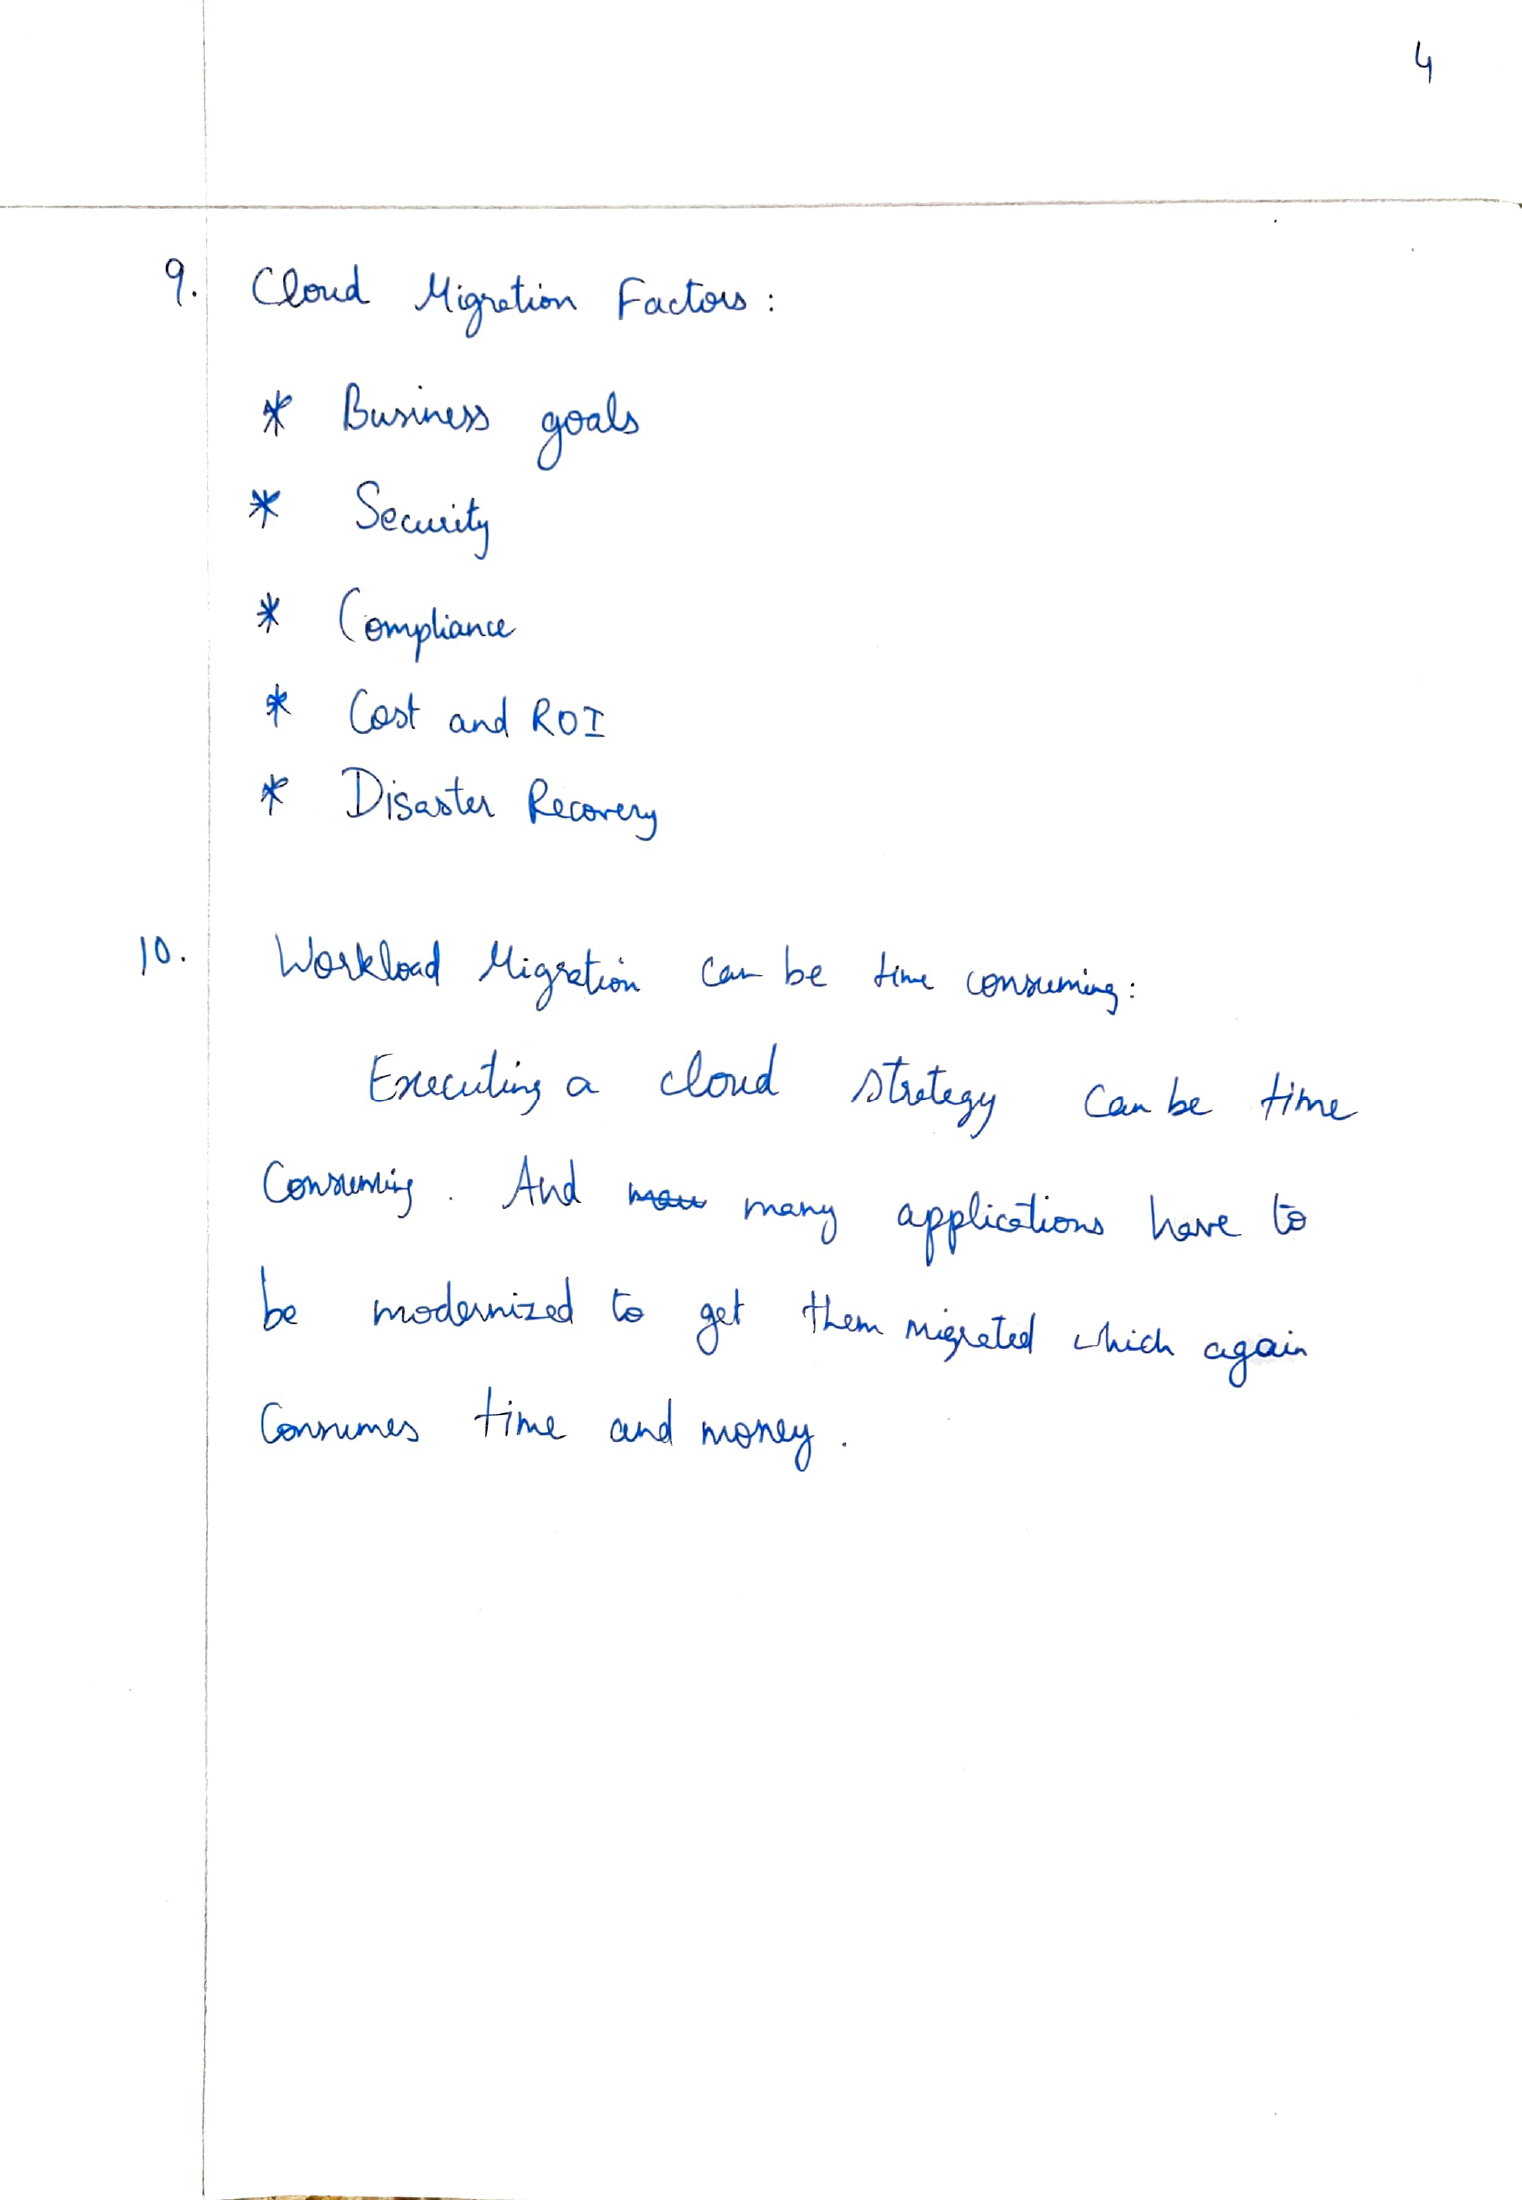 4
9. Cloud Migration Factors :
* Business goals
* Security
* Compliance
* Cost and ROI
* Disaster Recovery
10. Workload Migration can be time consuming :
Executing a cloud strategy can be time
consuming . And many applications have to
be modernized to get them migrated which again
consumes time and money .